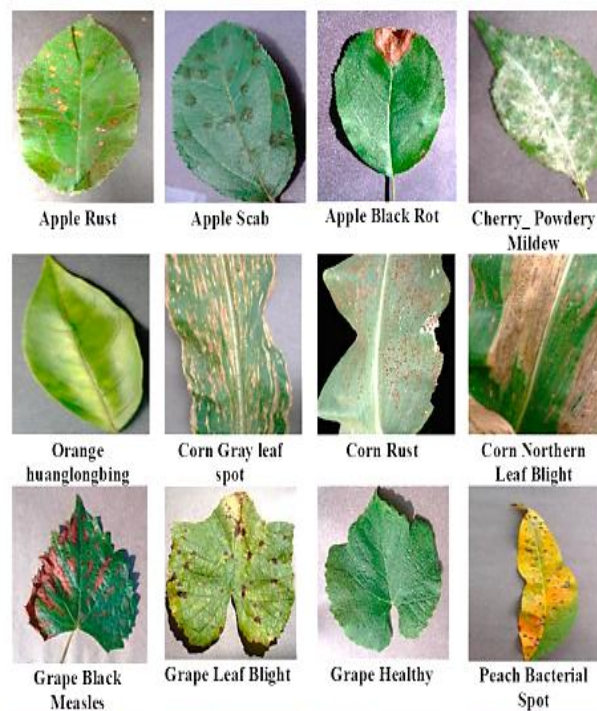 Apple Rust
Apple Scab
Apple Black Rot
Cherry_ Powdery
Mildew
Orange
huanglongbing
Corn Gray leaf
spot
Corn Rust
Corn Northern
Leaf Blight
Grape Black
Measles
Grape Leaf Blight
Grape Healthy
Peach Bacterial
Spot